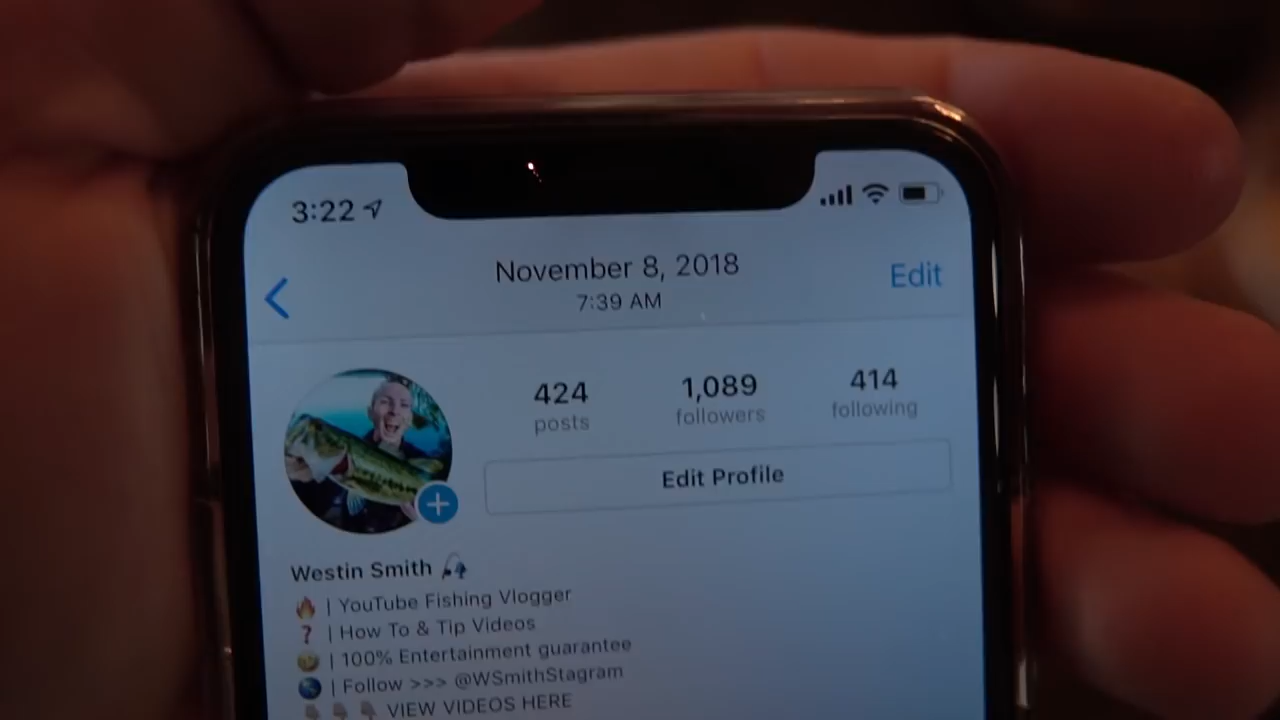 3:22
November 8, 2018
Edit
7:39 AM
424 1,089 414
posts followers following
Edit Profile
Westin Smith
| YouTube Fishing Vlogger
❓ | How To & Tip Videos
| 100% Entertainment guarantee
| Follow >>> @WSmithStagram
VIEW VIDEOS HERE